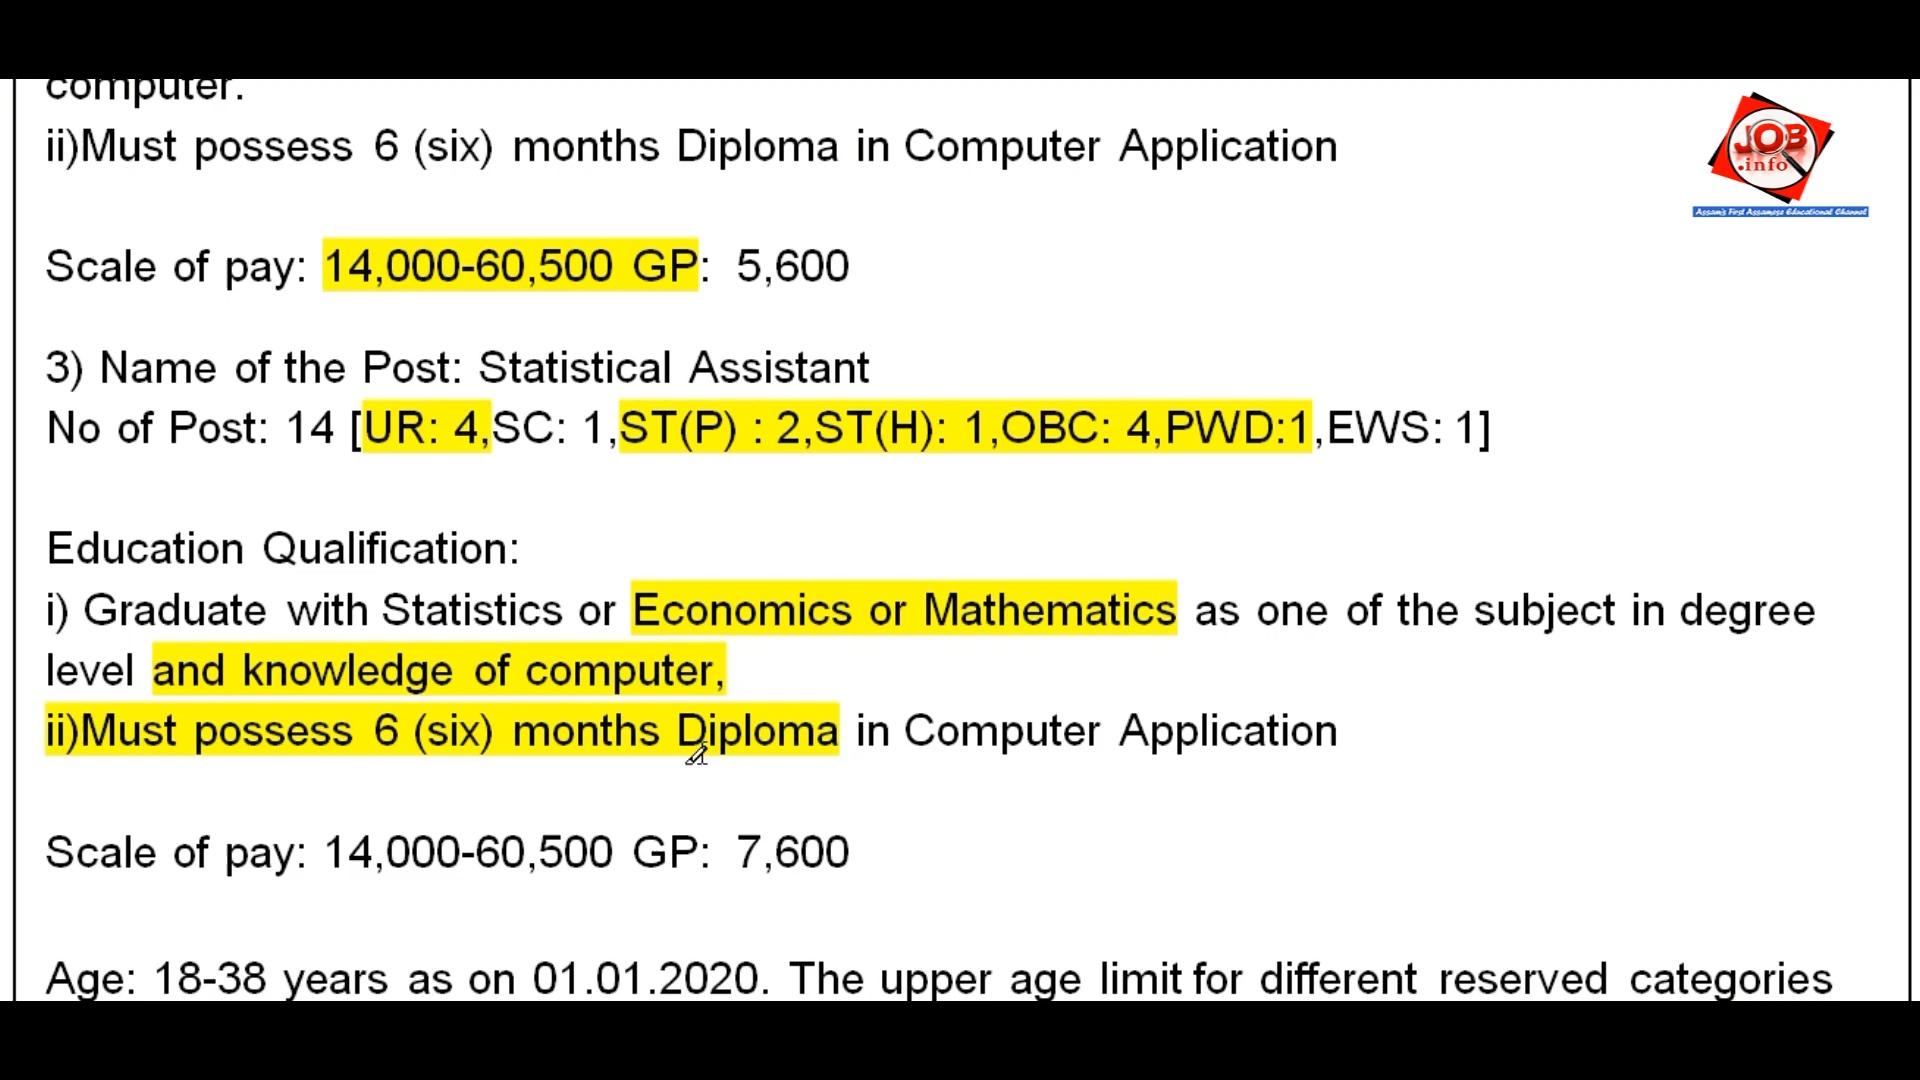 computer.
ii)Must possess 6 (six) months Diploma in Computer Application
JOB
.info
Assam's First Assamese Educational Channel
Scale of pay: 14,000-60,500 GP: 5,600
3) Name of the Post: Statistical Assistant
No of Post: 14 [UR: 4,SC: 1,ST(P) : 2,ST(H): 1,OBC: 4,PWD:1,EWS: 1]
Education Qualification:
i) Graduate with Statistics or Economics or Mathematics as one of the subject in degree
level and knowledge of computer,
ii)Must possess 6 (six) months Diploma in Computer Application
Scale of pay: 14,000-60,500 GP: 7,600
Age: 18-38 years as on 01.01.2020. The upper age limit for different reserved categories